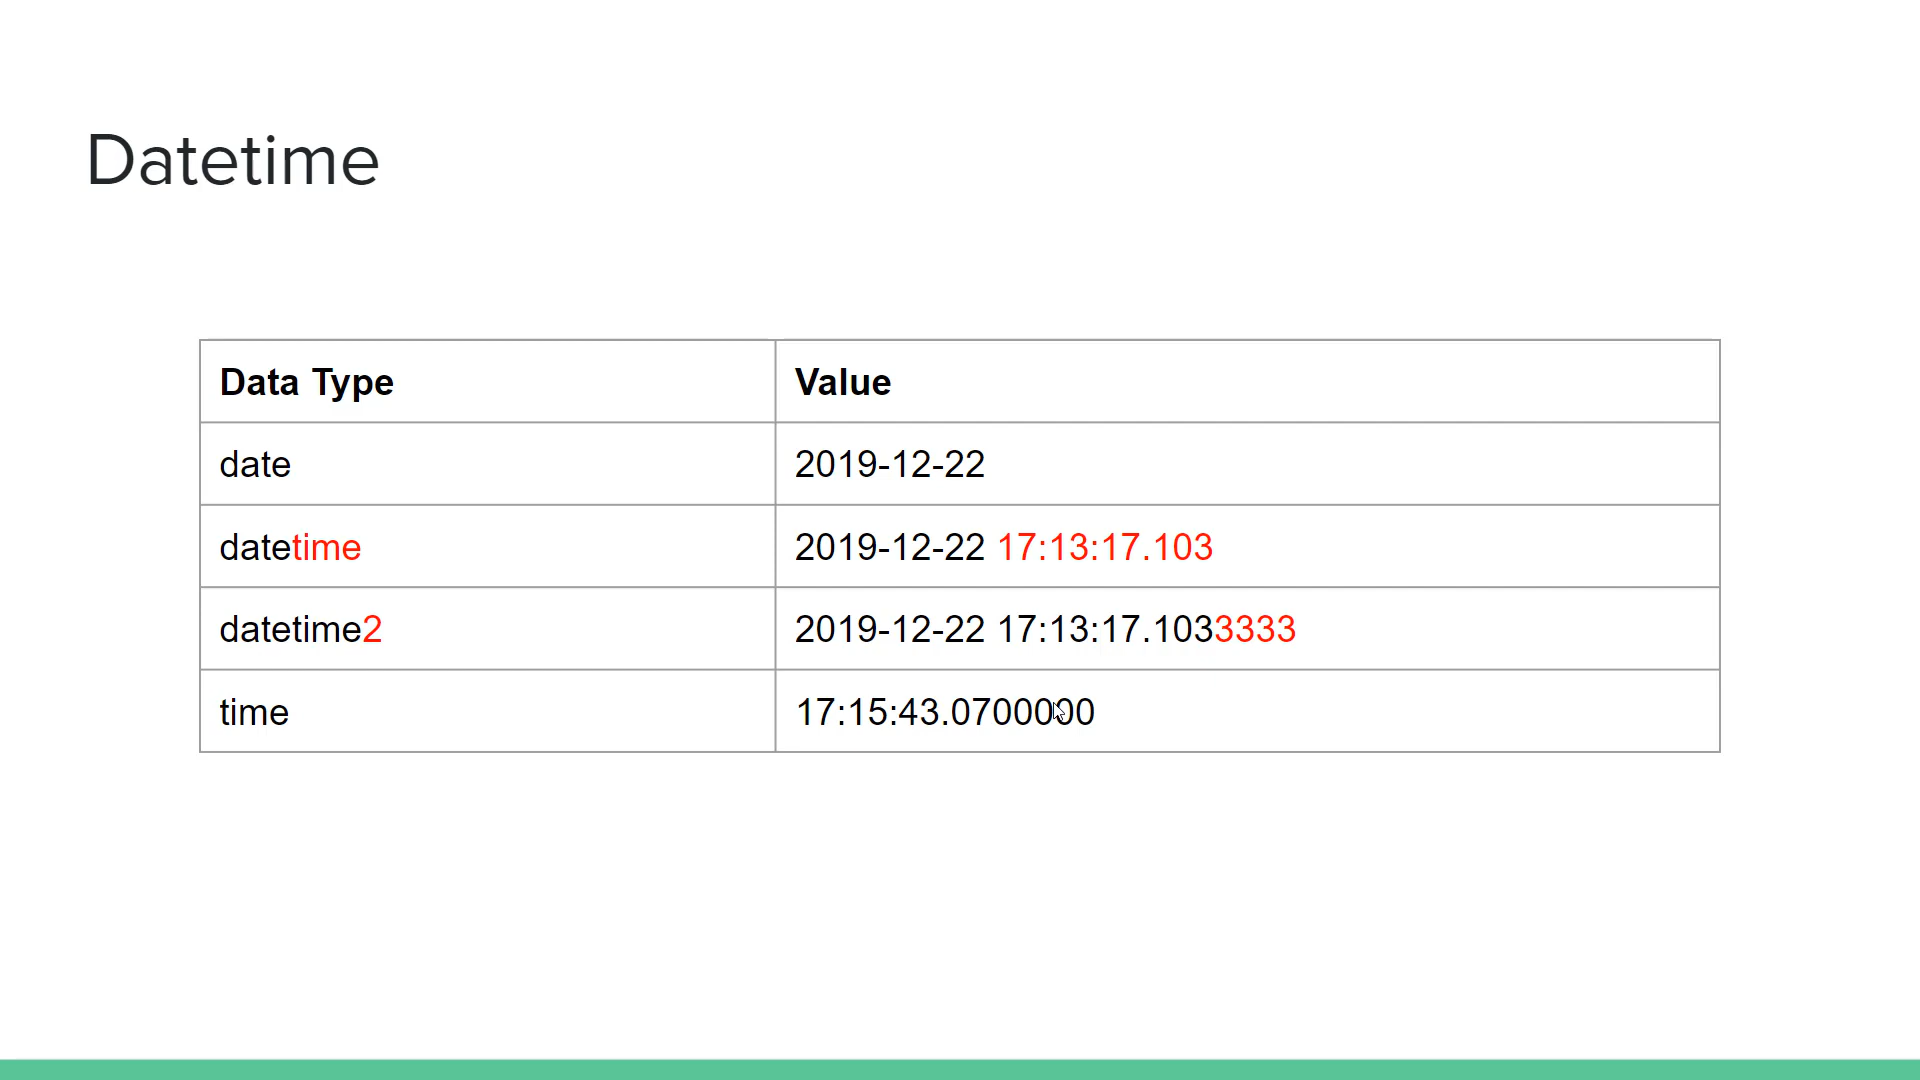 Datetime
Data Type Value
date 2019-12-22
datetime 2019-12-22 17:13:17.103
datetime2 2019-12-22 17:13:17.1033333
time 17:15:43.0700000